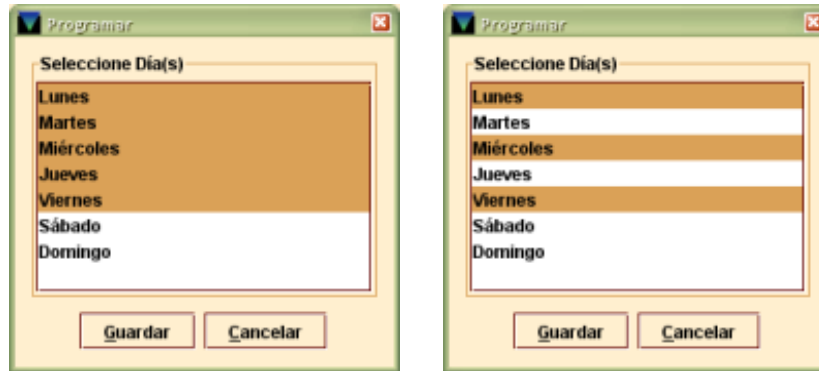 Programar
Seleccione Día(s)
Lunes
Martes
Miércoles
Jueves
Viernes
Sábado
Domingo
Guardar Cancelar
Programar
Seleccione Día(s)
Lunes
Martes
Miércoles
Jueves
Viernes
Sábado
Domingo
Guardar Cancelar